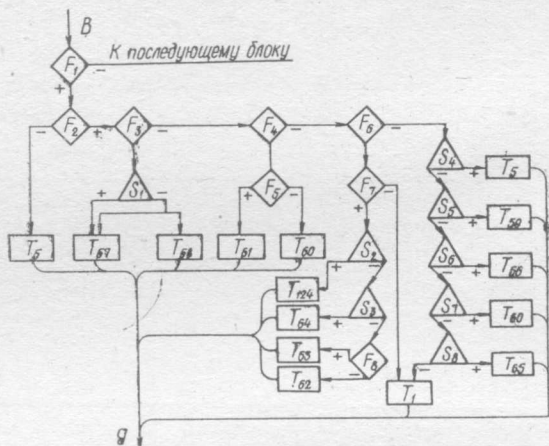 В
К последующему блоку
F₁ -
+
- F₂ + F₃ - F₄ - F₆ -
S₄ T₅
- +
+ S₁ - + F₅ - F₇ -
+
S₅ T₅₉
- +
T₅ T₆₇ T₆₈ T₆₁ T₆₀ S₂ S₆ T₆₆
+ - - +
T₁₂₄
T₆₄ S₃ S₇ T₆₀
+ - - +
T₆₃ + S₈ T₆₅
T₆₂ - F₈ - +
T₁
g